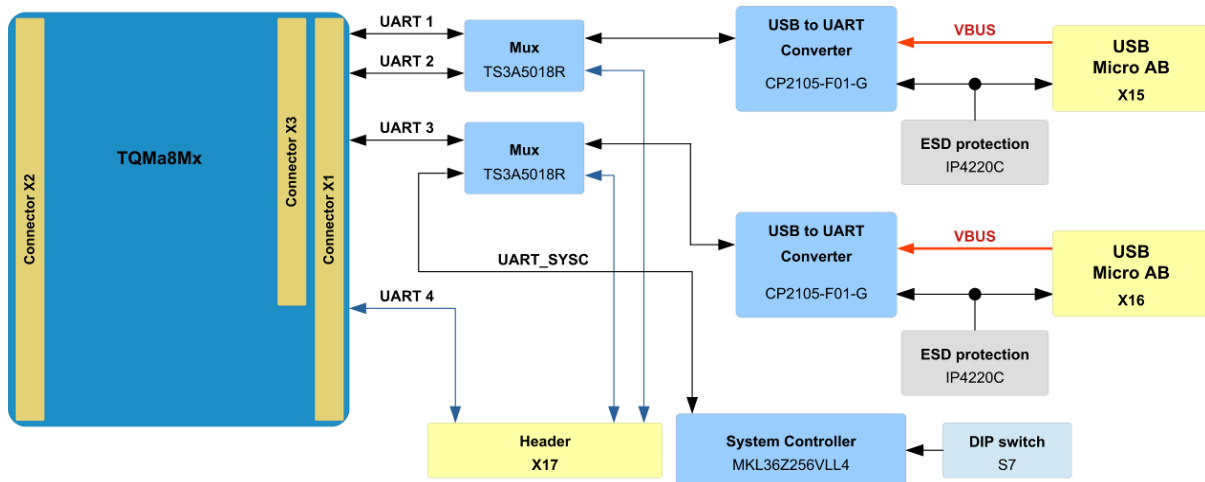 TQMa8Mx
Connector X2
Connector X3
Connector X1
UART 1
UART 2
UART 3
UART_SYSC
UART 4
Mux
TS3A5018R
Mux
TS3A5018R
USB to UART
Converter
CP2105-F01-G
VBUS
USB
Micro AB
X15
ESD protection
IP4220C
USB to UART
Converter
CP2105-F01-G
VBUS
USB
Micro AB
X16
ESD protection
IP4220C
Header
X17
System Controller
MKL36Z256VLL4
DIP switch
S7